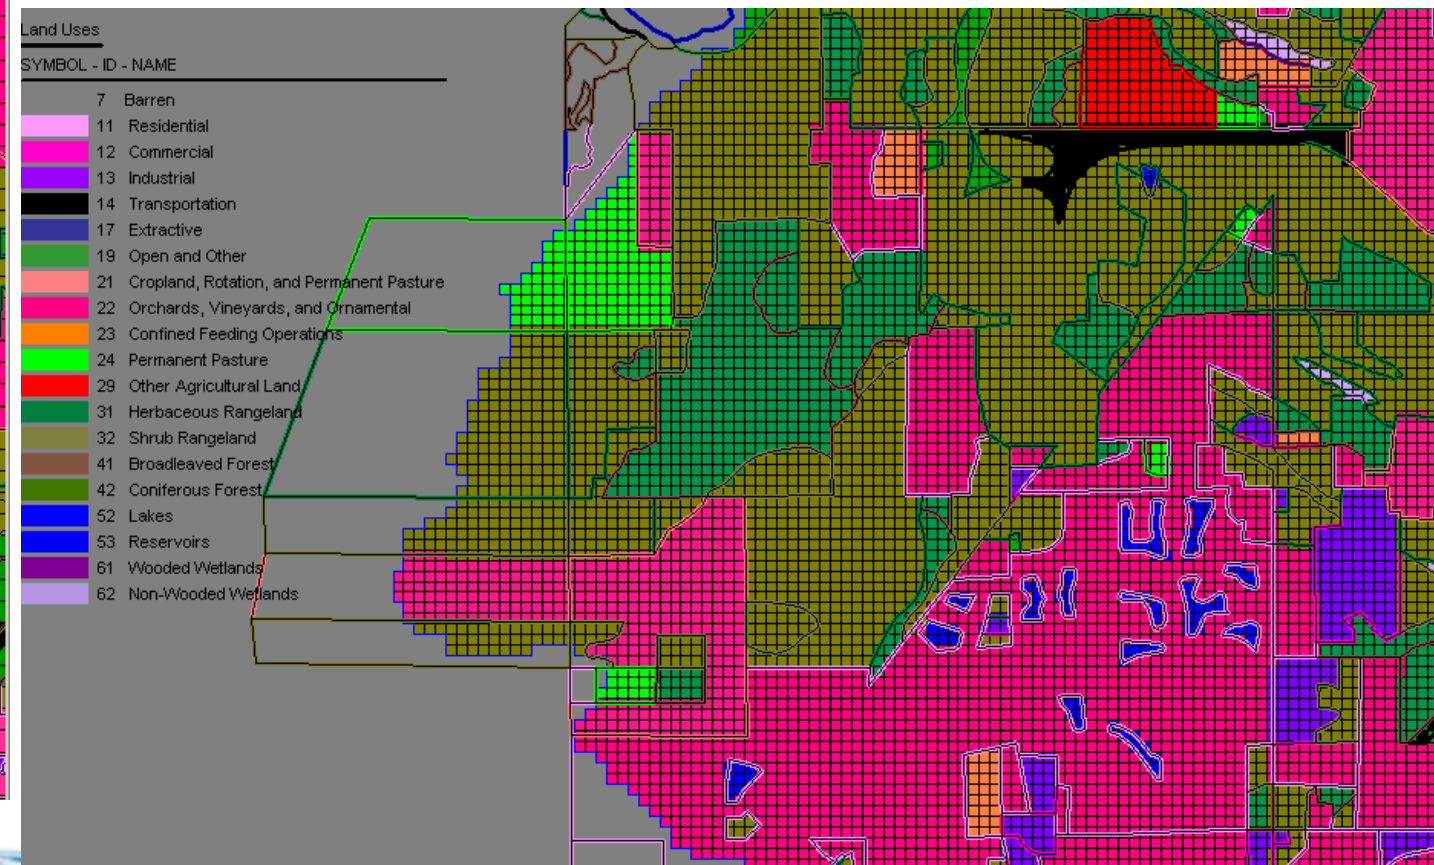 Land Uses
SYMBOL - ID - NAME
7 Barren
11 Residential
12 Commercial
13 Industrial
14 Transportation
17 Extractive
19 Open and Other
21 Cropland, Rotation, and Permanent Pasture
22 Orchards, Vineyards, and Ornamental
23 Confined Feeding Operations
24 Permanent Pasture
29 Other Agricultural Land
31 Herbaceous Rangeland
32 Shrub Rangeland
41 Broadleaved Forest
42 Coniferous Forest
52 Lakes
53 Reservoirs
61 Wooded Wetlands
62 Non-Wooded Wetlands